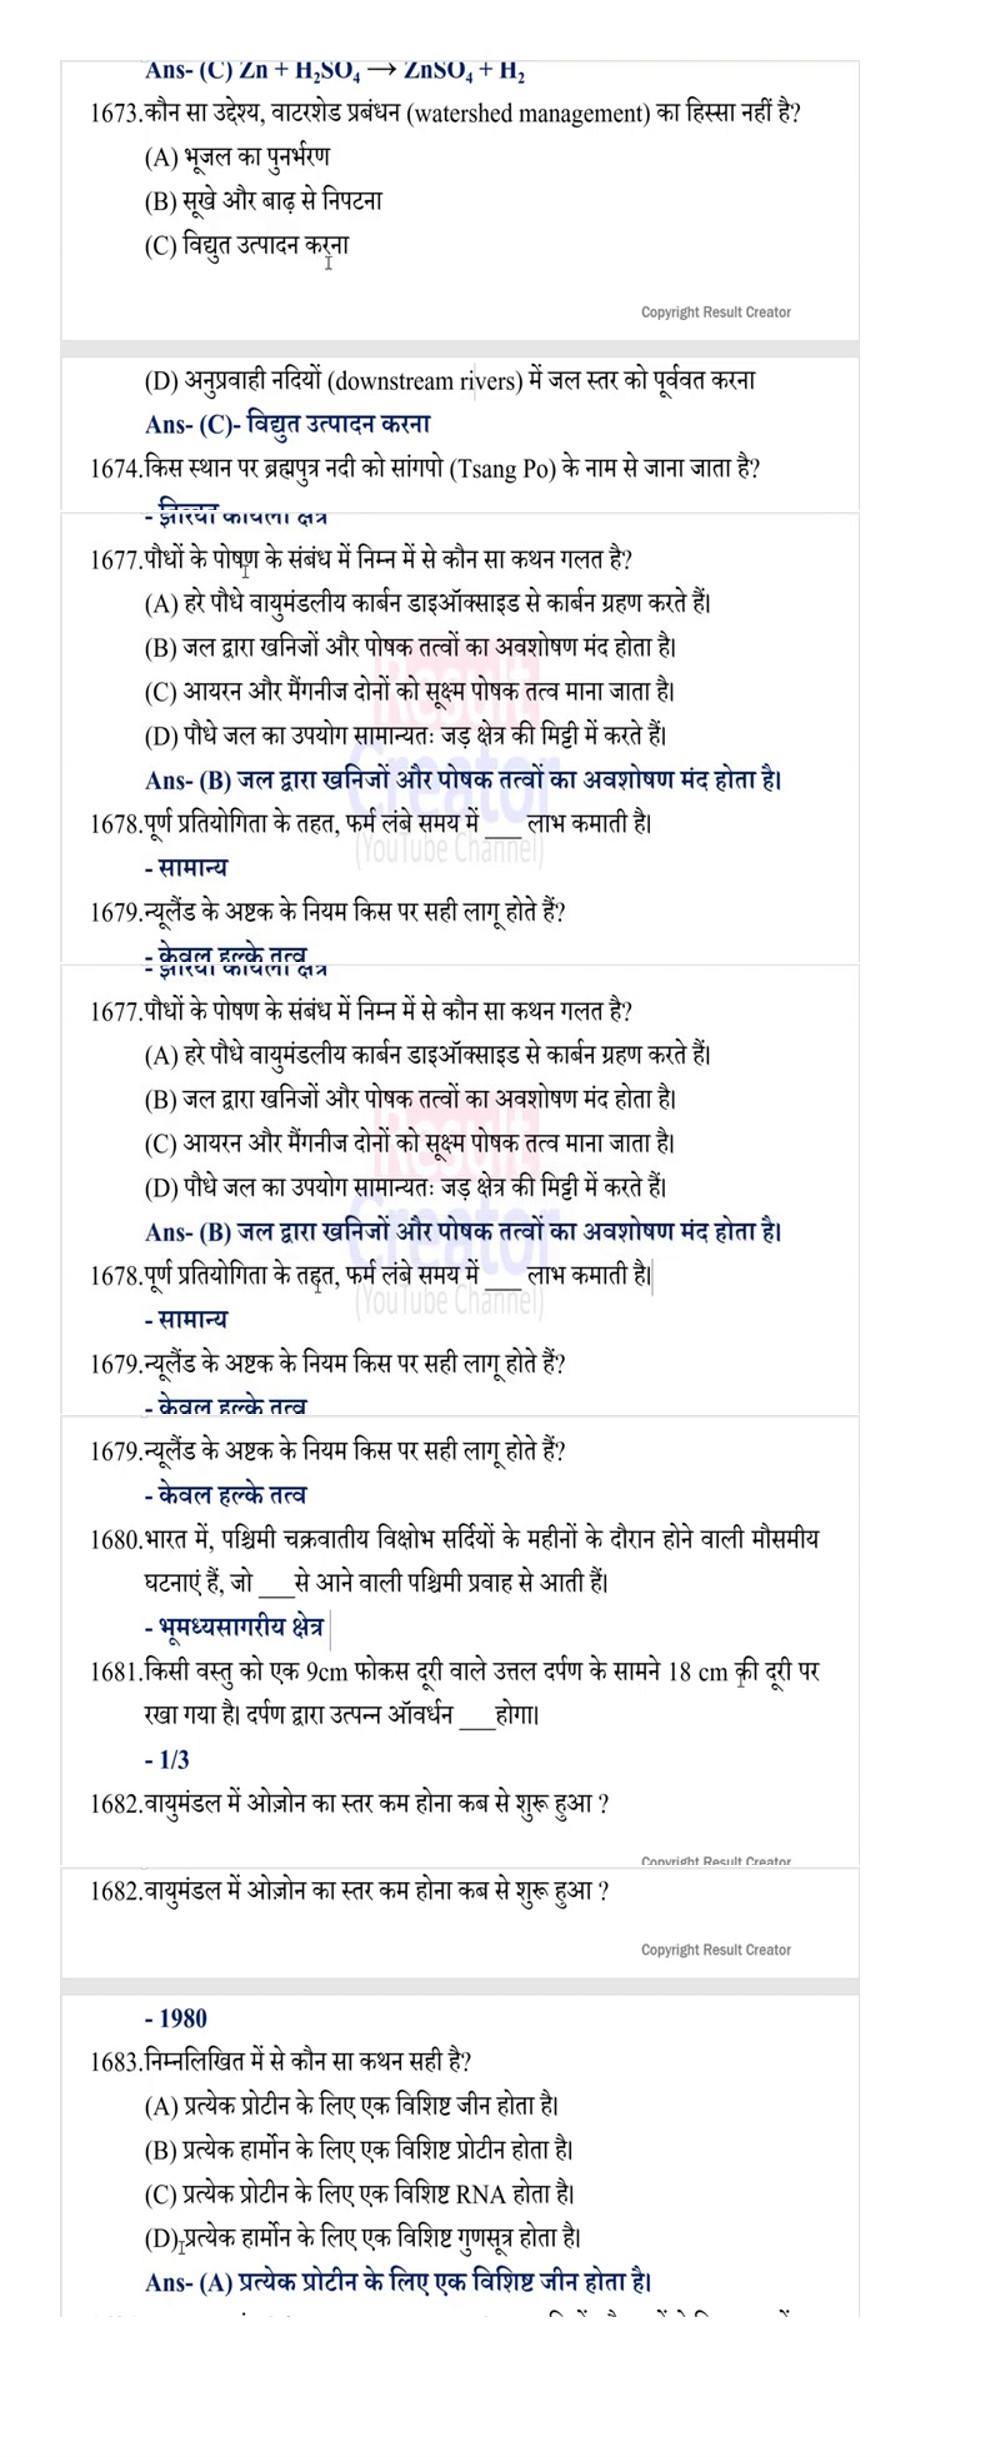 Ans- (C) Zn + H₂SO₄ → ZnSO₄ + H₂
1673.कौन सा उद्देश्य, वाटरशेड प्रबंधन (watershed management) का हिस्सा नहीं है?
(A) भूजल का पुनर्भरण
(B) सूखे और बाढ़ से निपटना
(C) विद्युत उत्पादन करना
Copyright Result Creator
(D) अनुप्रवाही नदियों (downstream rivers) में जल स्तर को पूर्ववत करना
Ans- (C)- विद्युत उत्पादन करना
1674.किस स्थान पर ब्रह्मपुत्र नदी को सांगपो (Tsang Po) के नाम से जाना जाता है?
- झरिया कोयला क्षेत्र
1677.पौधों के पोषण के संबंध में निम्न में से कौन सा कथन गलत है?
(A) हरे पौधे वायुमंडलीय कार्बन डाइऑक्साइड से कार्बन ग्रहण करते हैं।
(B) जल द्वारा खनिजों और पोषक तत्वों का अवशोषण मंद होता है।
(C) आयरन और मैंगनीज दोनों को सूक्ष्म पोषक तत्व माना जाता है।
(D) पौधे जल का उपयोग सामान्यतः जड़ क्षेत्र की मिट्टी में करते हैं।
Ans- (B) जल द्वारा खनिजों और पोषक तत्वों का अवशोषण मंद होता है।
1678.पूर्ण प्रतियोगिता के तहत, फर्म लंबे समय में ___ लाभ कमाती है।
Result
Creator
(YouTube Channel)
- सामान्य
1679.न्यूलैंड के अष्टक के नियम किस पर सही लागू होते हैं?
- केवल हल्के तत्व
- झरिया कोयला क्षेत्र
1677.पौधों के पोषण के संबंध में निम्न में से कौन सा कथन गलत है?
(A) हरे पौधे वायुमंडलीय कार्बन डाइऑक्साइड से कार्बन ग्रहण करते हैं।
(B) जल द्वारा खनिजों और पोषक तत्वों का अवशोषण मंद होता है।
(C) आयरन और मैंगनीज दोनों को सूक्ष्म पोषक तत्व माना जाता है।
(D) पौधे जल का उपयोग सामान्यतः जड़ क्षेत्र की मिट्टी में करते हैं।
Ans- (B) जल द्वारा खनिजों और पोषक तत्वों का अवशोषण मंद होता है।
1678.पूर्ण प्रतियोगिता के तहत, फर्म लंबे समय में ___ लाभ कमाती है।
Result
Creator
(YouTube Channel)
- सामान्य
1679.न्यूलैंड के अष्टक के नियम किस पर सही लागू होते हैं?
- केवल हल्के तत्व
1679.न्यूलैंड के अष्टक के नियम किस पर सही लागू होते हैं?
- केवल हल्के तत्व
1680.भारत में, पश्चिमी चक्रवातीय विक्षोभ सर्दियों के महीनों के दौरान होने वाली मौसमीय
घटनाएं हैं, जो ___से आने वाली पश्चिमी प्रवाह से आती हैं।
- भूमध्यसागरीय क्षेत्र
1681.किसी वस्तु को एक 9cm फोकस दूरी वाले उत्तल दर्पण के सामने 18 cm की दूरी पर
रखा गया है। दर्पण द्वारा उत्पन्न ऑवर्धन ___होगा।
- 1/3
1682.वायुमंडल में ओज़ोन का स्तर कम होना कब से शुरू हुआ ?
Copyright Result Creator
1682.वायुमंडल में ओज़ोन का स्तर कम होना कब से शुरू हुआ ?
Copyright Result Creator
- 1980
1683.निम्नलिखित में से कौन सा कथन सही है?
(A) प्रत्येक प्रोटीन के लिए एक विशिष्ट जीन होता है।
(B) प्रत्येक हार्मोन के लिए एक विशिष्ट प्रोटीन होता है।
(C) प्रत्येक प्रोटीन के लिए एक विशिष्ट RNA होता है।
(D) प्रत्येक हार्मोन के लिए एक विशिष्ट गुणसूत्र होता है।
Ans- (A) प्रत्येक प्रोटीन के लिए एक विशिष्ट जीन होता है।